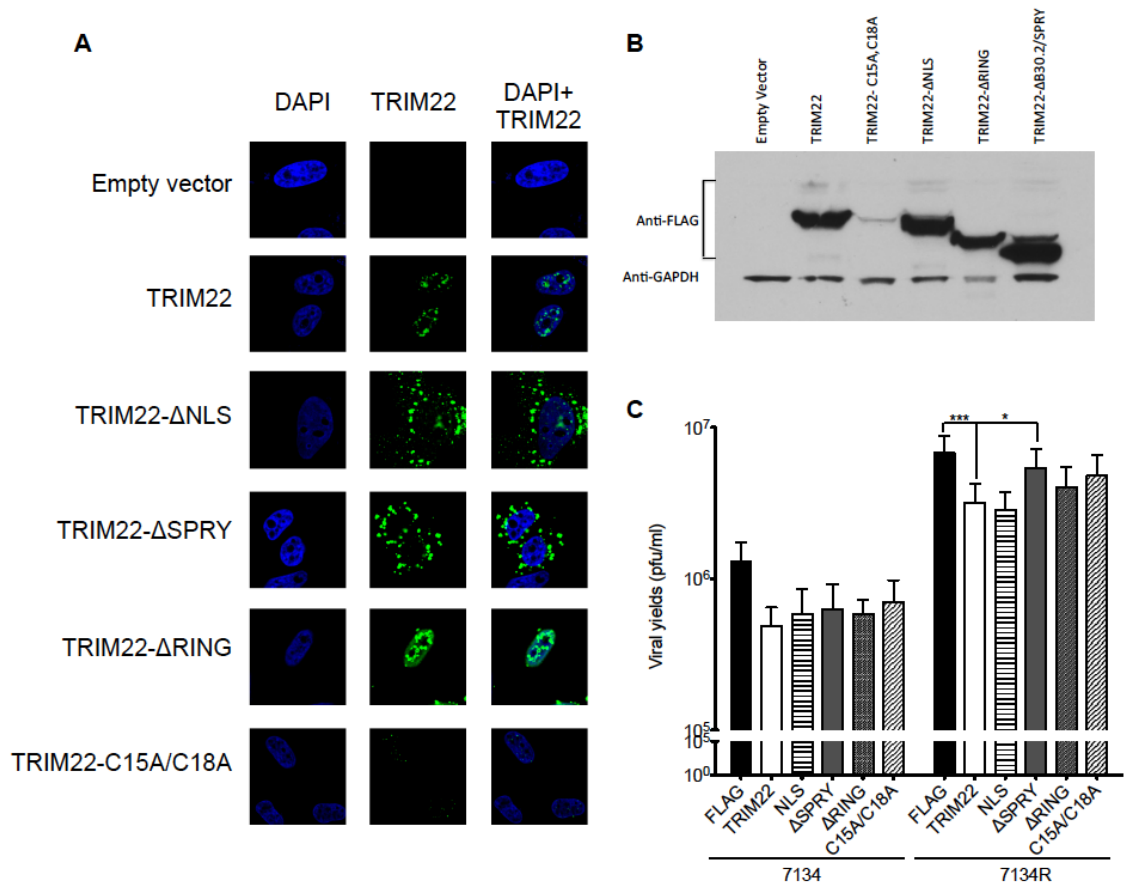 A
DAPI
TRIM22
DAPI+
TRIM22
Empty vector
TRIM22
TRIM22-ΔNLS
TRIM22-ΔSPRY
TRIM22-ΔRING
TRIM22-C15A/C18A
B
Empty Vector
TRIM22
TRIM22- C15A,C18A
TRIM22-ΔNLS
TRIM22-ΔRING
TRIM22-ΔB30.2/SPRY
Anti-FLAG
Anti-GAPDH
C
Viral yields (pfu/ml)
10⁷
10⁶
10⁵
10⁵
10⁰
***
*
FLAG
TRIM22
NLS
ΔSPRY
ΔRING
C15A/C18A
FLAG
TRIM22
NLS
ΔSPRY
ΔRING
C15A/C18A
7134
7134R